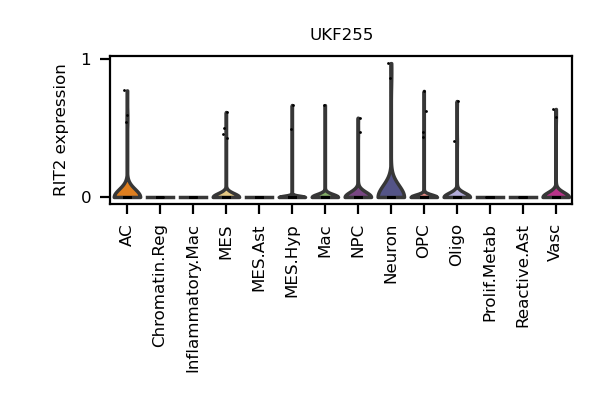 UKF255
RIT2 expression
1
0
AC
Chromatin.Reg
Inflammatory.Mac
MES
MES.Ast
MES.Hyp
Mac
NPC
Neuron
OPC
Oligo
Prolif.Metab
Reactive.Ast
Vasc